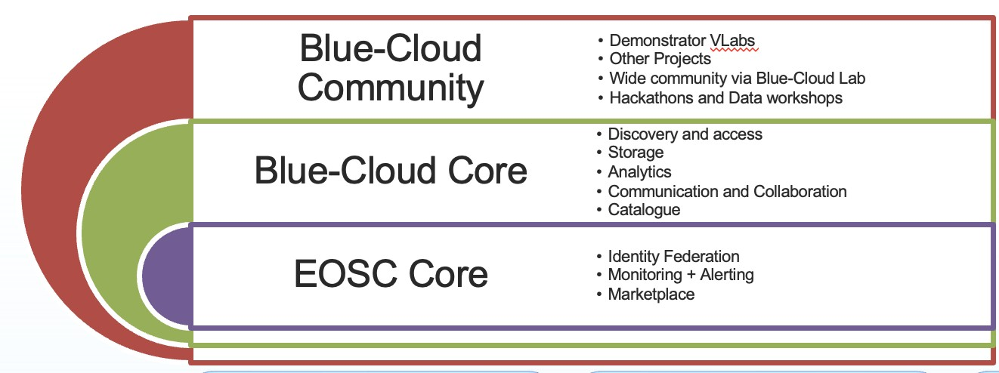 Blue-Cloud
Community
• Demonstrator VLabs
• Other Projects
• Wide community via Blue-Cloud Lab
• Hackathons and Data workshops
Blue-Cloud Core
• Discovery and access
• Storage
• Analytics
• Communication and Collaboration
• Catalogue
EOSC Core
• Identity Federation
• Monitoring + Alerting
• Marketplace